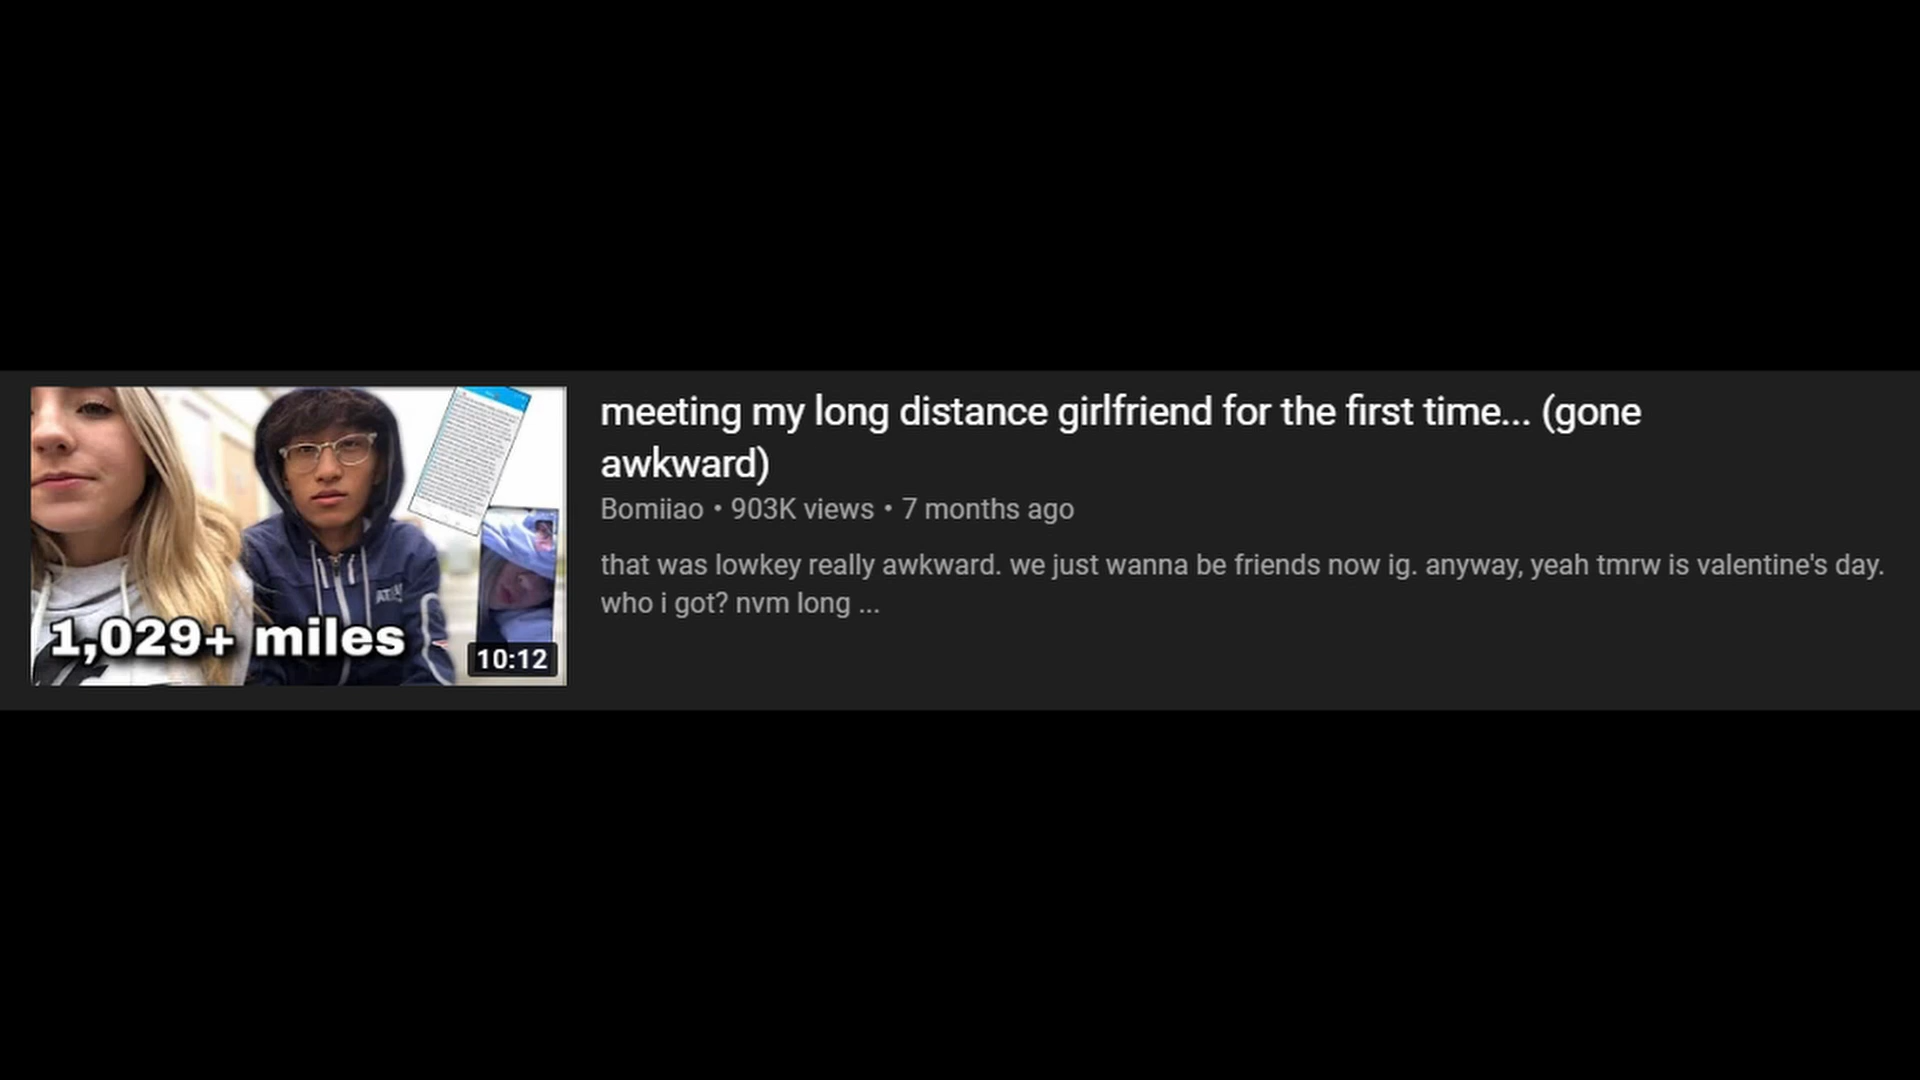 meeting my long distance girlfriend for the first time... (gone
awkward)
Bomiiao • 903K views • 7 months ago
that was lowkey really awkward. we just wanna be friends now ig. anyway, yeah tmrw is valentine's day.
who i got? nvm long ...
1,029+ miles
10:12